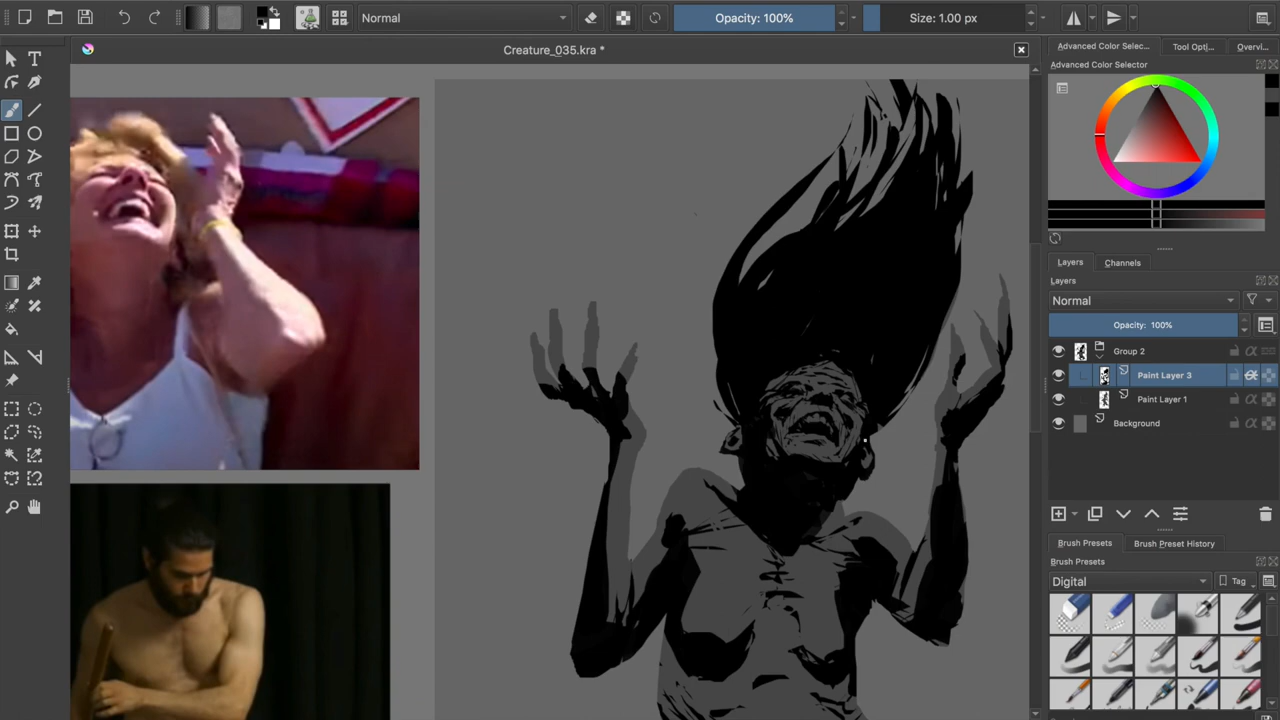 Normal
Opacity: 100%
Size: 1.00 px
Creature_035.kra *
Advanced Color Selec...
Tool Opt...
Overvi...
Advanced Color Selector
Layers
Channels
Layers
Normal
Opacity: 100%
Group 2
Paint Layer 3
Paint Layer 1
Background
Brush Presets
Brush Preset History
Brush Presets
Digital
Tag